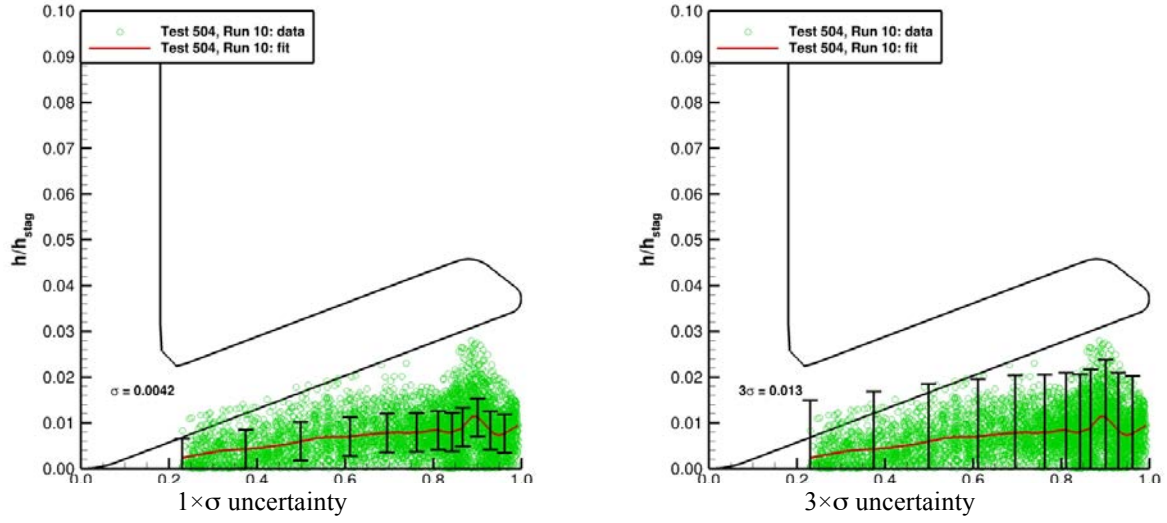 0.10
0.09
0.08
0.07
0.06
0.05
0.04
0.03
0.02
0.01
0.00
h/h_stag
Test 504, Run 10: data
Test 504, Run 10: fit
σ = 0.0042
0.0 0.2 0.4 0.6 0.8 1.0
1×σ uncertainty
0.10
0.09
0.08
0.07
0.06
0.05
0.04
0.03
0.02
0.01
0.00
h/h_stag
Test 504, Run 10: data
Test 504, Run 10: fit
3σ = 0.013
0.0 0.2 0.4 0.6 0.8 1.0
3×σ uncertainty